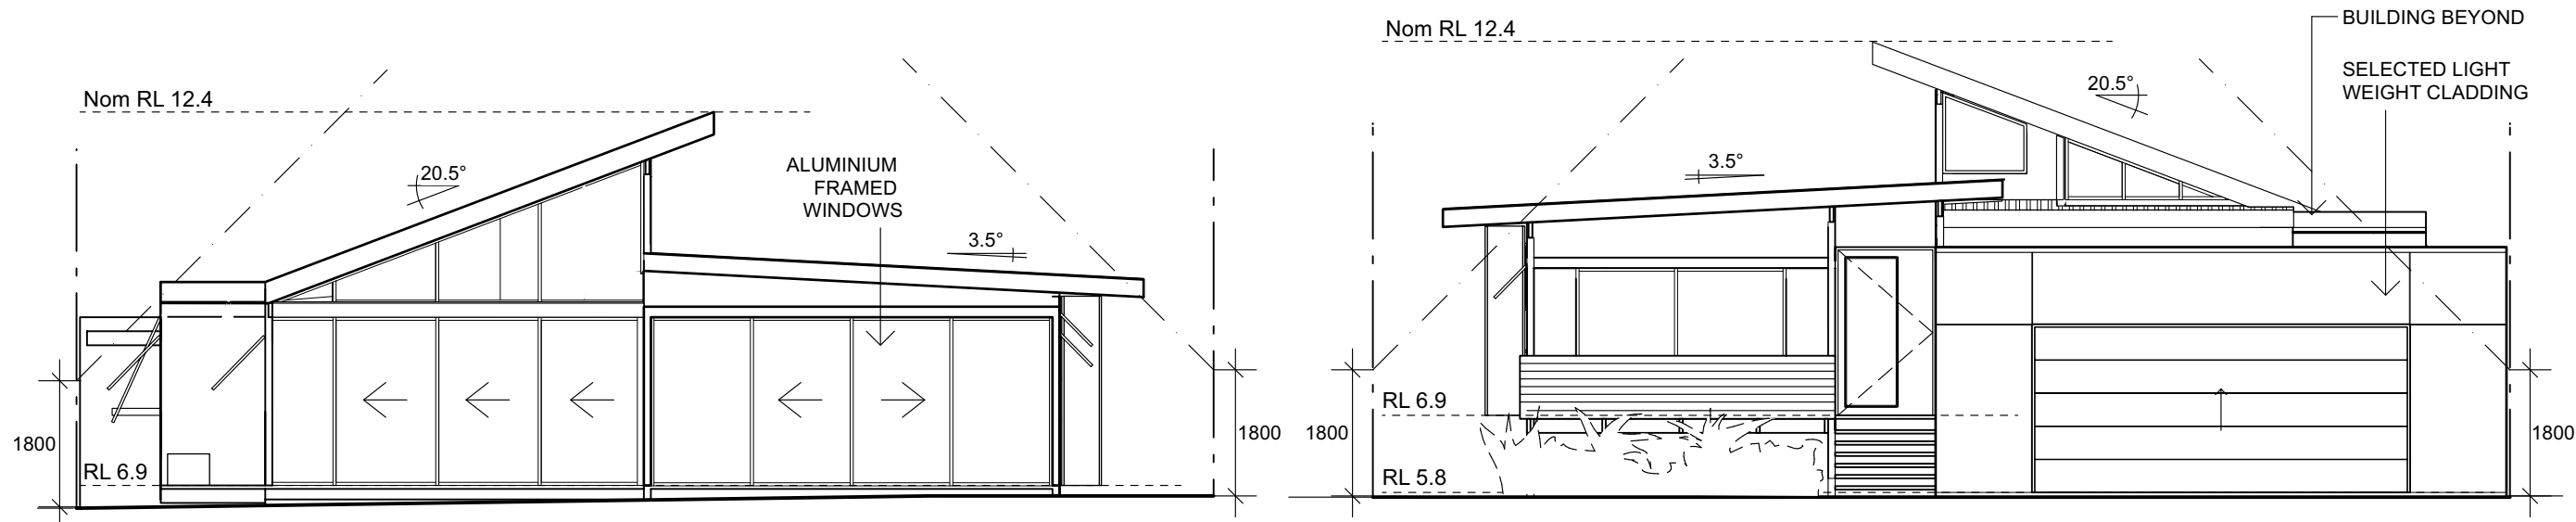 Nom RL 12.4
20.5°
ALUMINIUM
FRAMED
WINDOWS
3.5°
1800
RL 6.9
1800
Nom RL 12.4
BUILDING BEYOND
SELECTED LIGHT
WEIGHT CLADDING
20.5°
3.5°
RL 6.9
1800
RL 5.8
1800